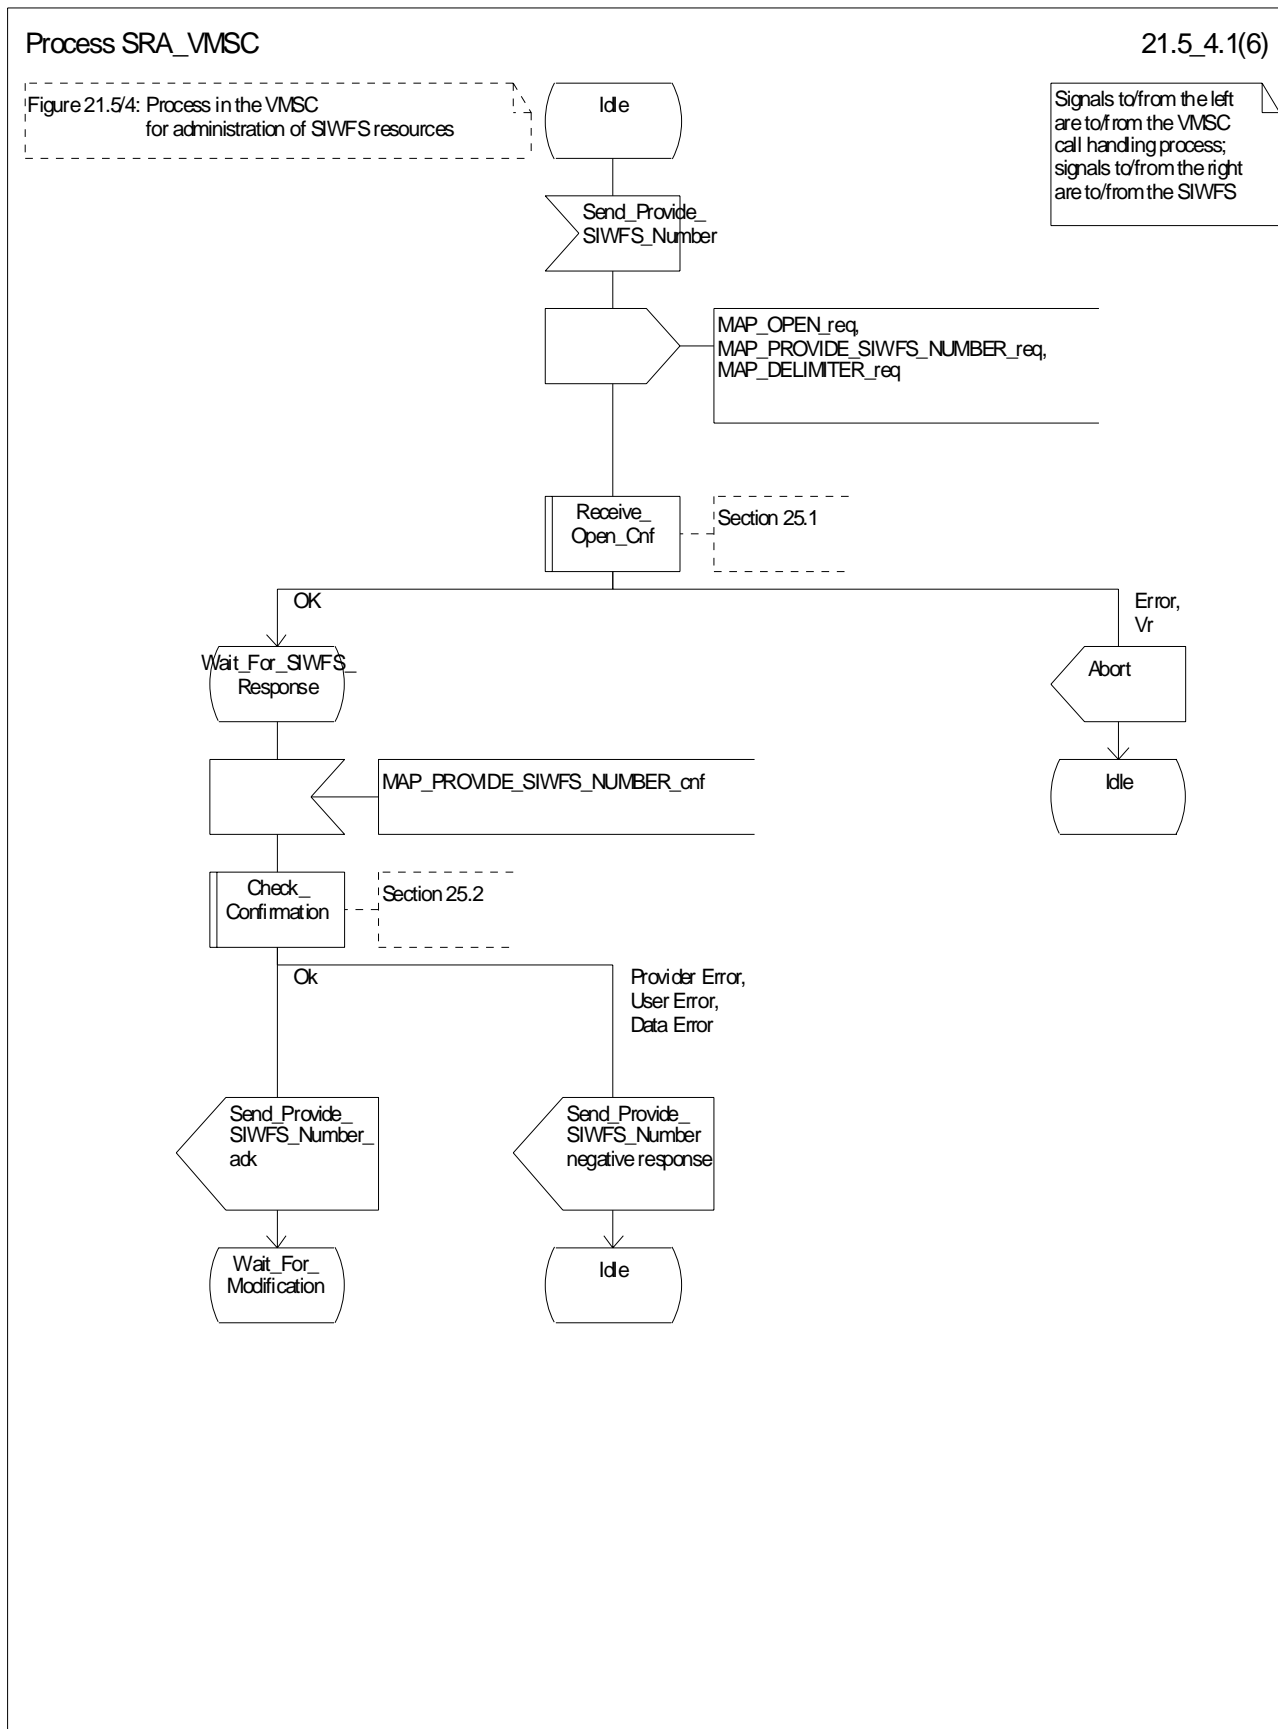 Process SRA_VMSC
21.5_4.1(6)
Figure 21.5/4: Process in the VMSC
for administration of SIWFS resources
Idle
Signals to/from the left
are to/from the VMSC
call handling process;
signals to/from the right
are to/from the SIWFS
Send_Provide_
SIWFS_Number
MAP_OPEN_req,
MAP_PROVIDE_SIWFS_NUMBER_req,
MAP_DELIMITER_req
Receive_
Open_Cnf
Section 25.1
OK
Error,
Vr
Wait_For_SIWFS_
Response
Abort
MAP_PROVIDE_SIWFS_NUMBER_cnf
Idle
Check_
Confirmation
Section 25.2
Ok
Provider Error,
User Error,
Data Error
Send_Provide_
SIWFS_Number_
ack
Send_Provide_
SIWFS_Number
negative response
Wait_For_
Modification
Idle